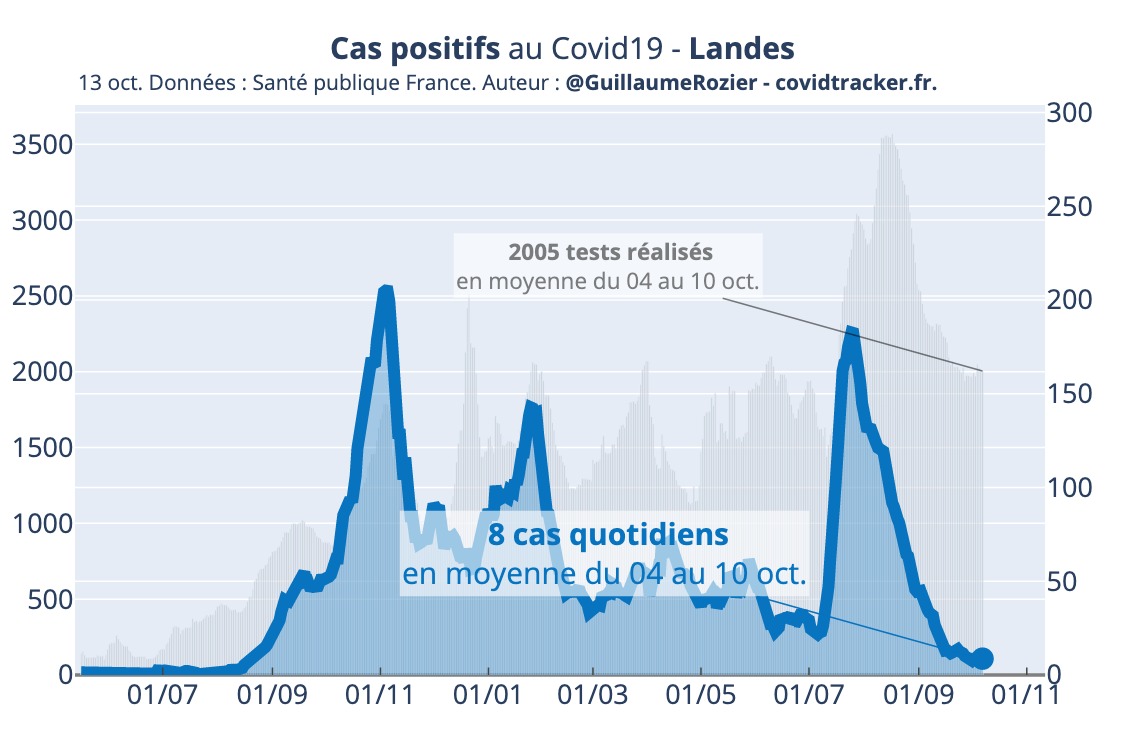 Cas positifs au Covid19 - Landes
13 oct. Données : Santé publique France. Auteur : @GuillaumeRozier - covidtracker.fr.
3500
3000
2500
2000
1500
1000
500
0
300
250
200
150
100
50
0
2005 tests réalisés
en moyenne du 04 au 10 oct.
8 cas quotidiens
en moyenne du 04 au 10 oct.
01/07 01/09 01/11 01/01 01/03 01/05 01/07 01/09 01/11